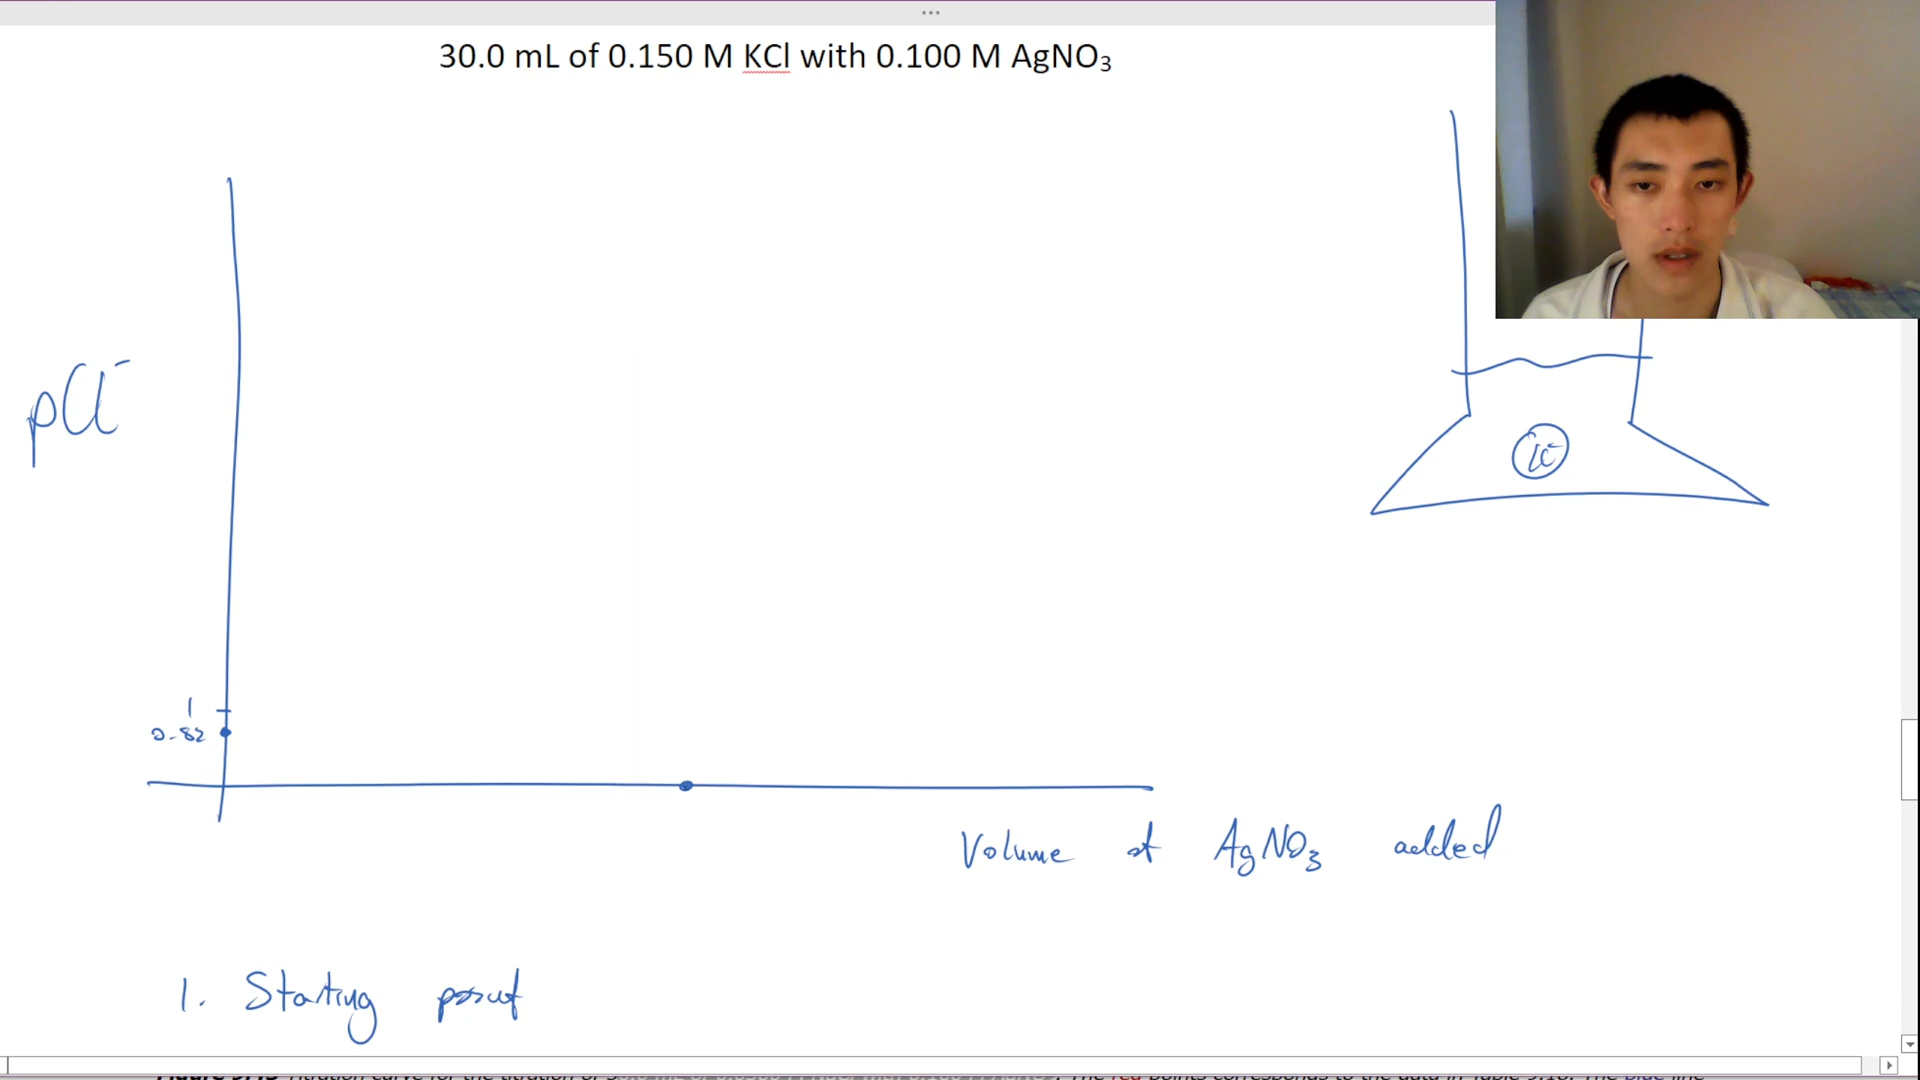 30.0 mL of 0.150 M KCl with 0.100 M AgNO₃
pCl⁻
1
0.82
Volume of AgNO₃ added
1. Starting point